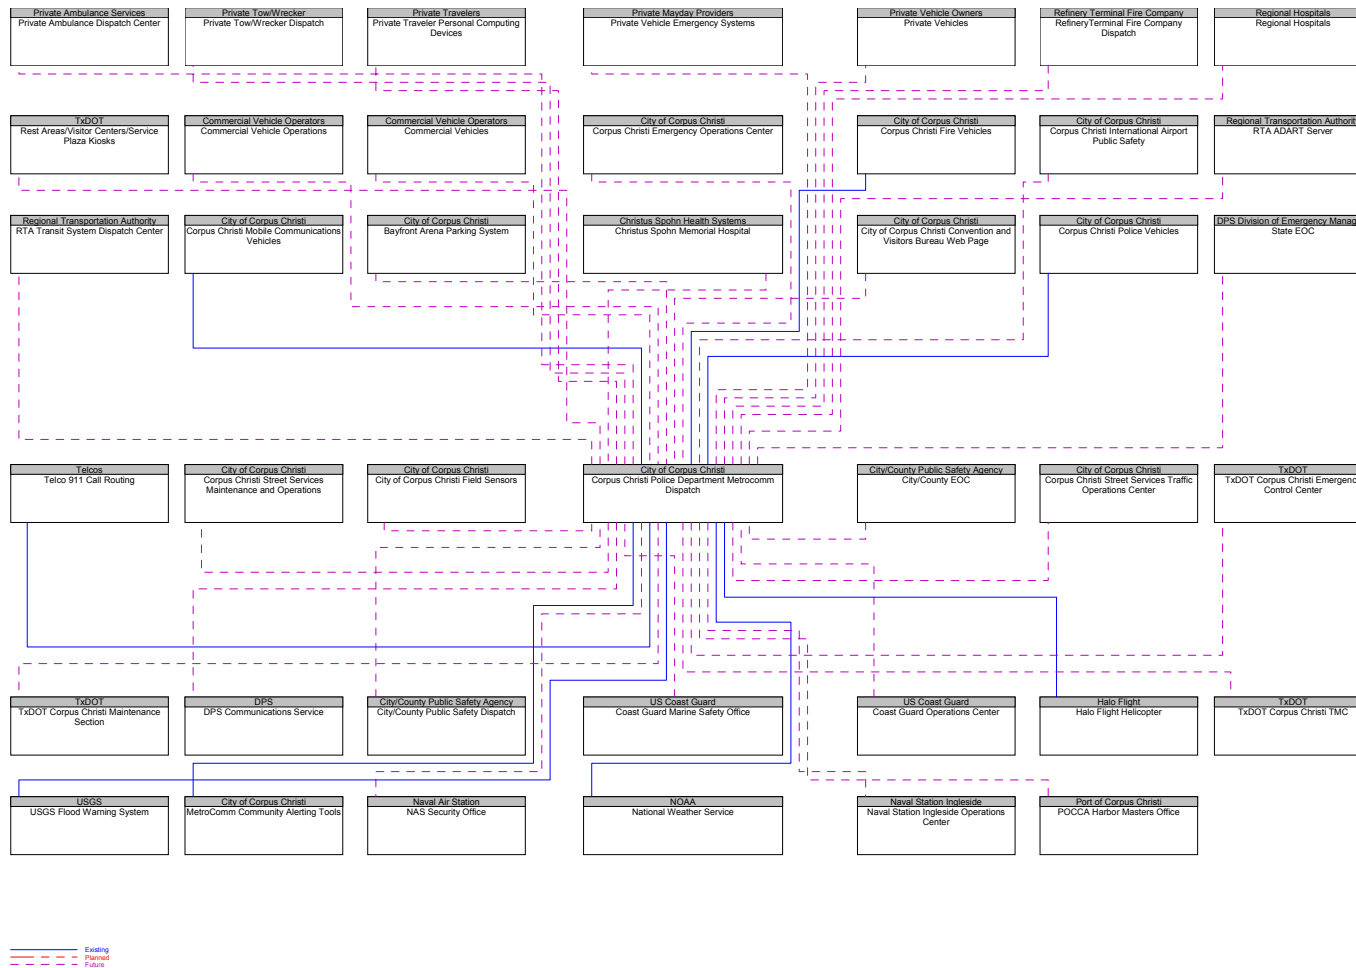 Private Ambulance Services
Private Ambulance Dispatch Center
Private Tow/Wrecker
Private Tow/Wrecker Dispatch
Private Travelers
Private Traveler Personal Computing
Devices
Private Mayday Providers
Private Vehicle Emergency Systems
Private Vehicle Owners
Private Vehicles
Refinery Terminal Fire Company
RefineryTerminal Fire Company
Dispatch
Regional Hospitals
Regional Hospitals
TxDOT
Rest Areas/Visitor Centers/Service
Plaza Kiosks
Commercial Vehicle Operators
Commercial Vehicle Operations
Commercial Vehicle Operators
Commercial Vehicles
City of Corpus Christi
Corpus Christi Emergency Operations Center
City of Corpus Christi
Corpus Christi Fire Vehicles
City of Corpus Christi
Corpus Christi International Airport
Public Safety
Regional Transportation Authority
RTA ADART Server
Regional Transportation Authority
RTA Transit System Dispatch Center
City of Corpus Christi
Corpus Christi Mobile Communications
Vehicles
City of Corpus Christi
Bayfront Arena Parking System
Christus Spohn Health Systems
Christus Spohn Memorial Hospital
City of Corpus Christi
City of Corpus Christi Convention and
Visitors Bureau Web Page
City of Corpus Christi
Corpus Christi Police Vehicles
DPS Division of Emergency Manag
State EOC
Telcos
Telco 911 Call Routing
City of Corpus Christi
Corpus Christi Street Services
Maintenance and Operations
City of Corpus Christi
City of Corpus Christi Field Sensors
City of Corpus Christi
Corpus Christi Police Department Metrocomm
Dispatch
City/County Public Safety Agency
City/County EOC
City of Corpus Christi
Corpus Christi Street Services Traffic
Operations Center
TxDOT
TxDOT Corpus Christi Emergenc
Control Center
TxDOT
TxDOT Corpus Christi Maintenance
Section
DPS
DPS Communications Service
City/County Public Safety Agency
City/County Public Safety Dispatch
US Coast Guard
Coast Guard Marine Safety Office
US Coast Guard
Coast Guard Operations Center
Halo Flight
Halo Flight Helicopter
TxDOT
TxDOT Corpus Christi TMC
USGS
USGS Flood Warning System
City of Corpus Christi
MetroComm Community Alerting Tools
Naval Air Station
NAS Security Office
NOAA
National Weather Service
Naval Station Ingleside
Naval Station Ingleside Operations
Center
Port of Corpus Christi
POCCA Harbor Masters Office
Existing
Planned
Future